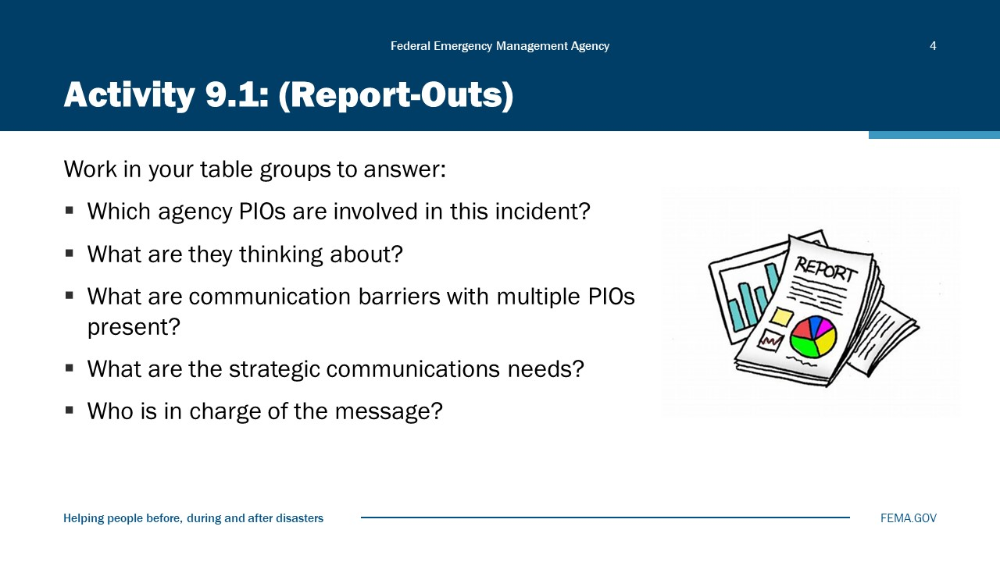 Federal Emergency Management Agency
4
Activity 9.1: (Report-Outs)
Work in your table groups to answer:
▪ Which agency PIOs are involved in this incident?
▪ What are they thinking about?
▪ What are communication barriers with multiple PIOs
present?
▪ What are the strategic communications needs?
▪ Who is in charge of the message?
REPORT
Helping people before, during and after disasters
FEMA.GOV